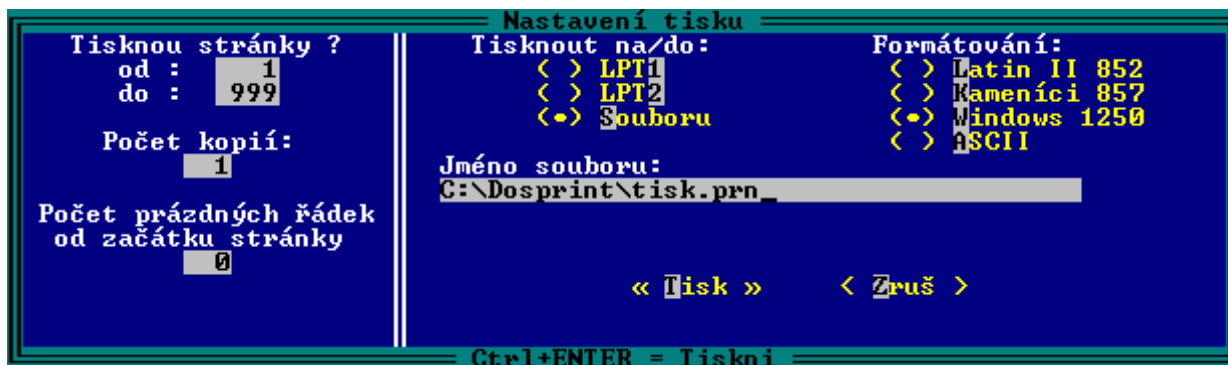 Nastavení tisku
Tisknou stránky ?
od : 1
do : 999
Počet kopií:
1
Počet prázdných řádek
od začátku stránky
0
Tisknout na/do:
( ) LPT1
( ) LPT2
(•) Souboru
Formátování:
( ) Latin II 852
( ) Kameníci 857
(•) Windows 1250
( ) ASCII
Jméno souboru:
C:\Dosprint\tisk.prn_
« Tisk » < Zruš >
Ctrl+ENTER = Tiskni